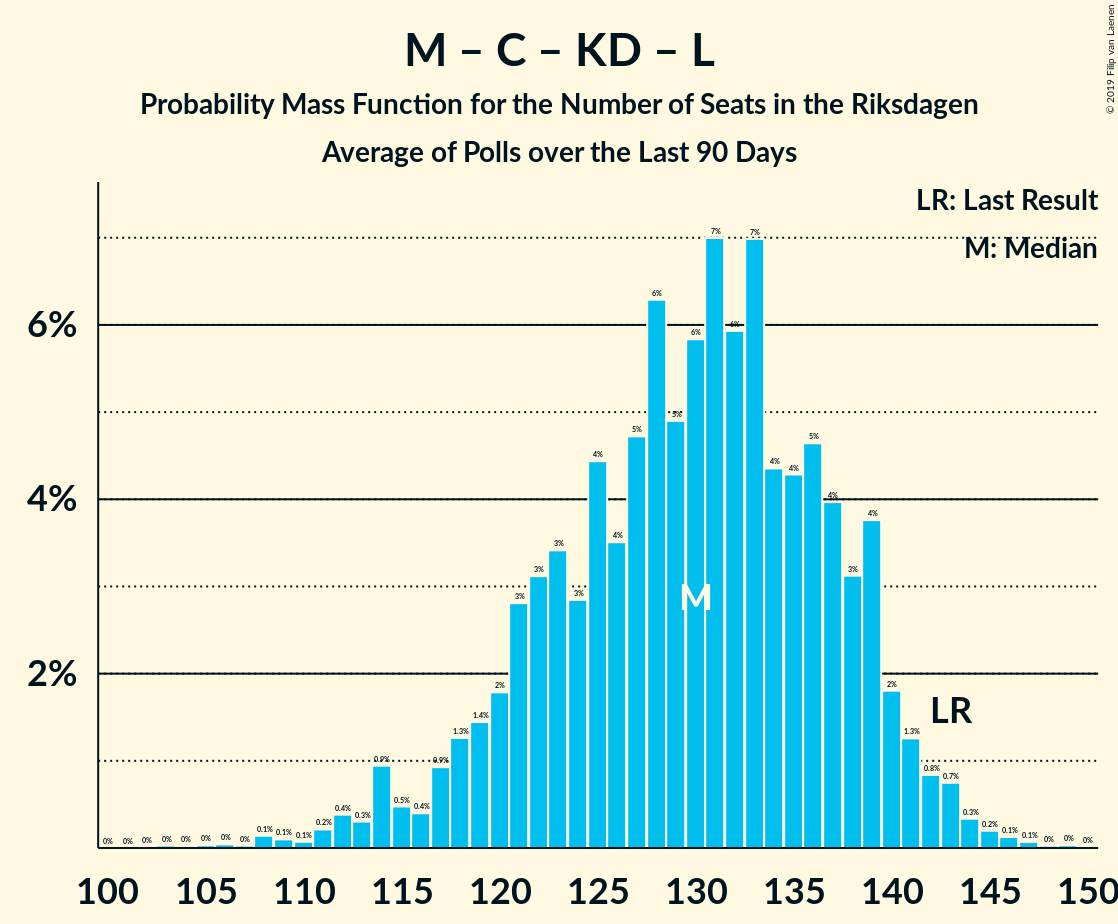 M – C – KD – L
Probability Mass Function for the Number of Seats in the Riksdagen
Average of Polls over the Last 90 Days
© 2019 Filip van Laenen
LR: Last Result
M: Median
6%
4%
2%
0% 0% 0% 0% 0% 0% 0% 0% 0.1% 0.1% 0.1% 0.2% 0.4% 0.3% 0.9% 0.5% 0.4% 0.9% 1.3% 1.4% 2% 3% 3% 3% 3% 4% 4% 5% 6% 5% 6% 7% 6% 7% 4% 4% 5% 4% 3% 4% 2% 1.3% 0.8% 0.7% 0.3% 0.2% 0.1% 0.1% 0% 0% 0%
M
LR
100 105 110 115 120 125 130 135 140 145 150